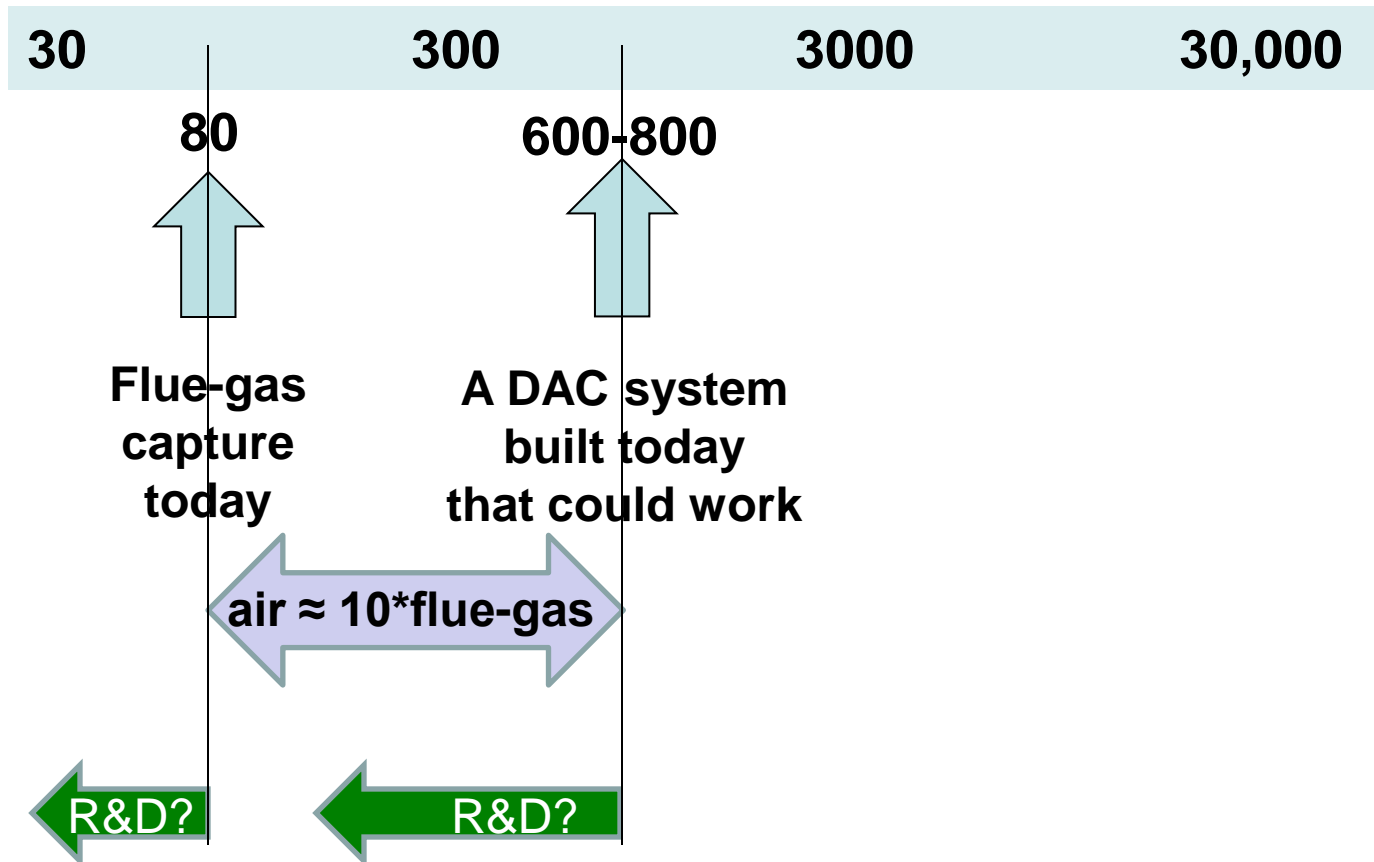 30 300 3000 30,000
80 600-800
Flue-gas
capture
today
A DAC system
built today
that could work
air ≈ 10*flue-gas
R&D? R&D?